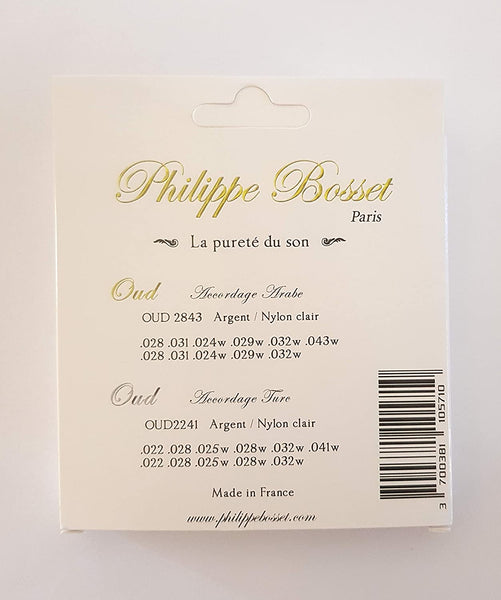 Philippe Bosset
Paris
La pureté du son
Oud Accordage Arabe
OUD 2843 Argent / Nylon clair
.028 .031 .024w .029w .032w .043w
.028 .031 .024w .029w .032w
Oud Accordage Turc
OUD2241 Argent / Nylon clair
.022 .028 .025w .028w .032w .041w
.022 .028 .025w .028w .032w
Made in France
www.philippebosset.com
3 700381 105710